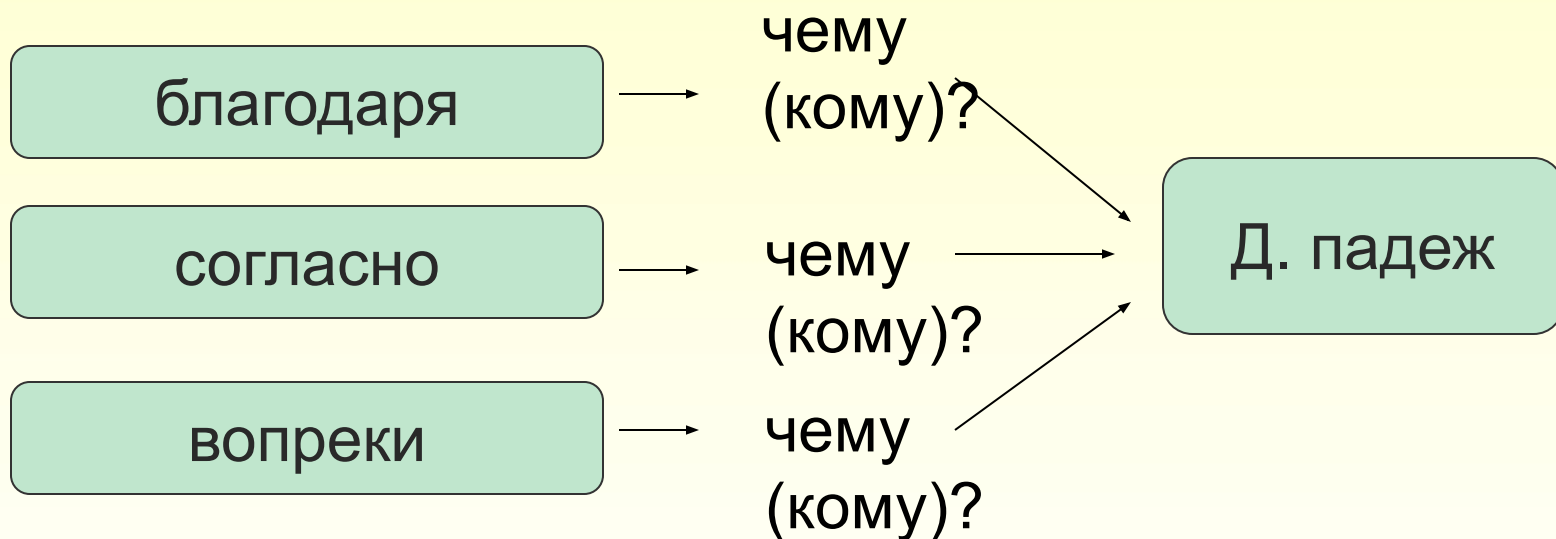 благодаря
чему
(кому)?
согласно
чему
(кому)?
вопреки
чему
(кому)?
Д. падеж